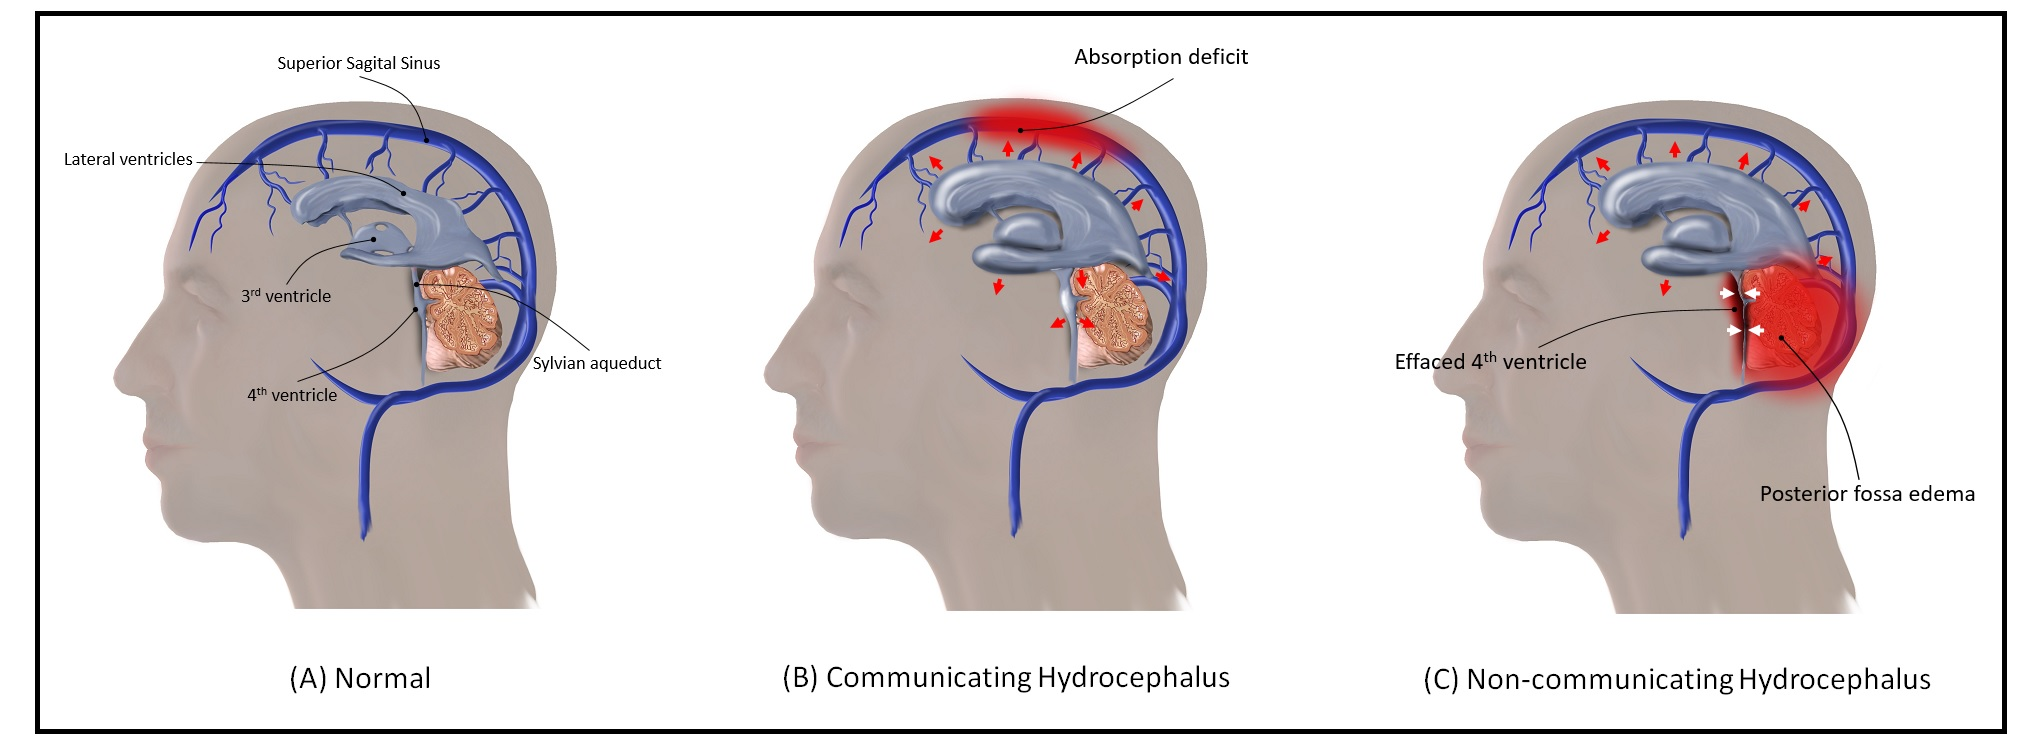 Superior Sagital Sinus
Lateral ventricles
3rd ventricle
4th ventricle
Sylvian aqueduct
(A) Normal
Absorption deficit
(B) Communicating Hydrocephalus
Effaced 4th ventricle
Posterior fossa edema
(C) Non-communicating Hydrocephalus